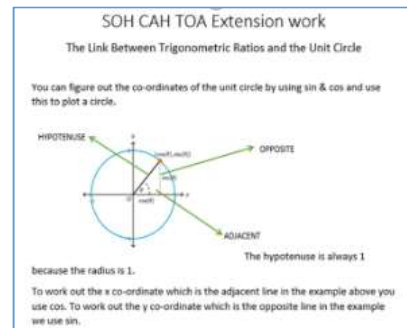 SOH CAH TOA Extension work
The Link Between Trigonometric Ratios and the Unit Circle
You can figure out the co-ordinates of the unit circle by using sin & cos and use
this to plot a circle.
HYPOTENUSE
OPPOSITE
ADJACENT
The hypotenuse is always 1
because the radius is 1.
To work out the x co-ordinate which is the adjacent line in the example above you
use cos. To work out the y co-ordinate which is the opposite line in the example
we use sin.